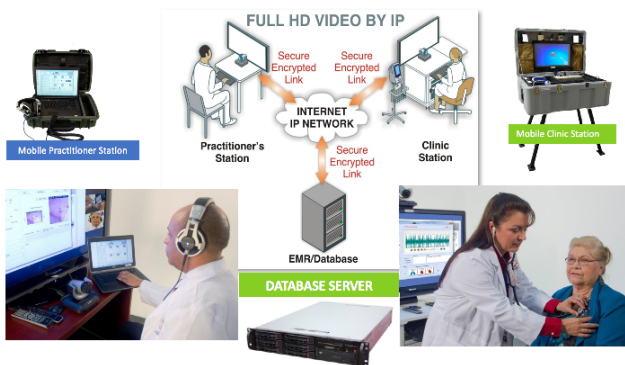 FULL HD VIDEO BY IP
Secure
Encrypted
Link
Secure
Encrypted
Link
INTERNET
IP NETWORK
Practitioner's
Station
Clinic
Station
Secure
Encrypted
Link
EMR/Database
Mobile Practitioner Station
Mobile Clinic Station
DATABASE SERVER